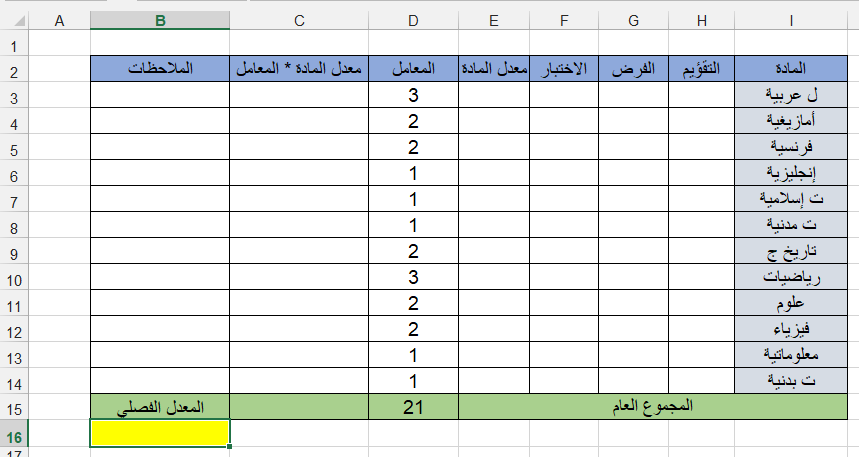 A B C D E F G H I
1
2 المادة التقؤيم الفرض الاختبار معدل المادة المعامل معدل المادة * المعامل الملاحظات
3 ل عربية 3
4 أمازيغية 2
5 فرنسية 2
6 إنجليزية 1
7 ت إسلامية 1
8 ت مدنية 1
9 تاريخ ج 2
10 رياضيات 3
11 علوم 2
12 فيزياء 2
13 معلوماتية 1
14 ت بدنية 1
15 المجموع العام 21 المعدل الفصلي
16
17